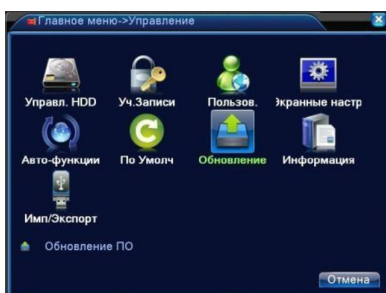 Главное меню->Управление
Управл. HDD
Уч.Записи
Пользов.
Экранные настр
Авто-функции
По Умолч
Обновление
Информация
Имп/Экспорт
Обновление ПО
Отмена